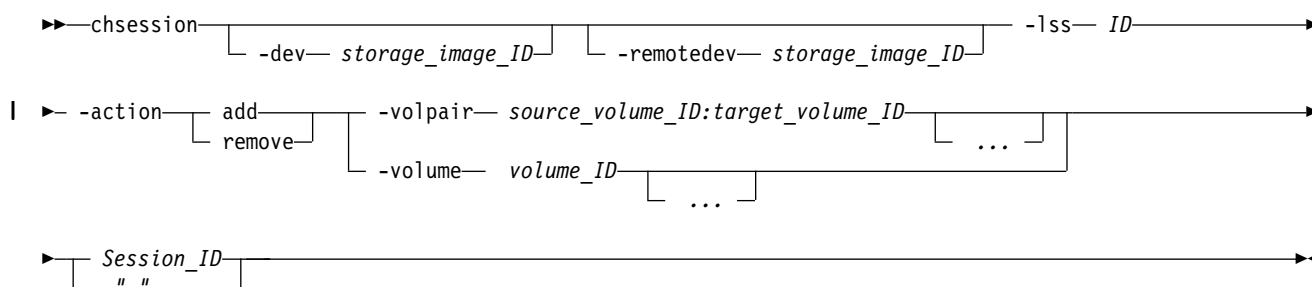 chsession -dev storage_image_ID -remotedev storage_image_ID -lss ID
-action add -volpair source_volume_ID:target_volume_ID ...
remove
-volume volume_ID ...
Session_ID
" "